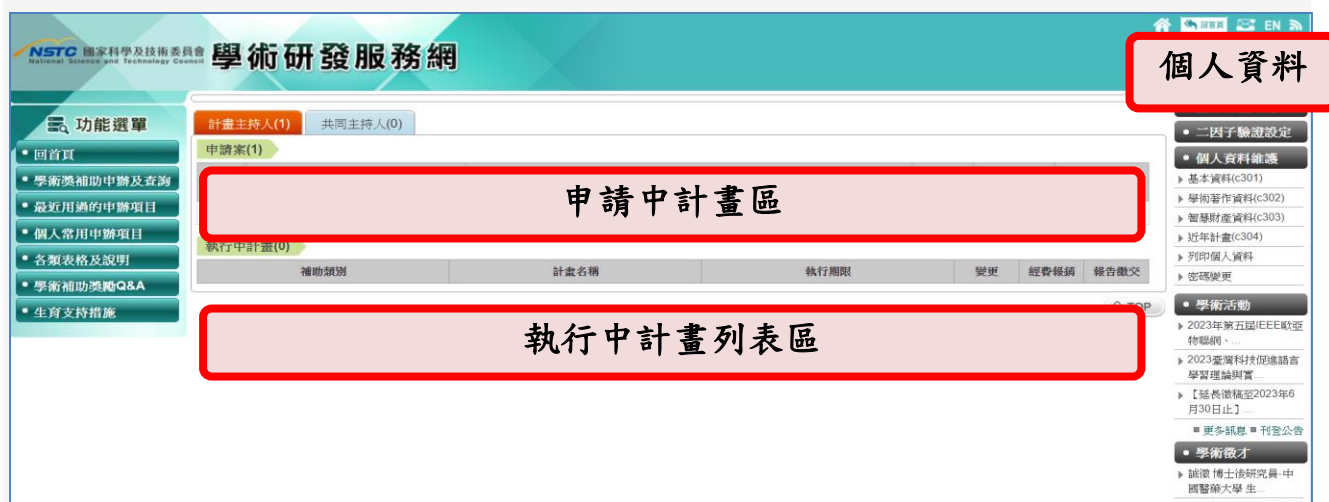 回首頁 EN
NSTC 國家科學及技術委員會 學術研發服務網
National Science and Technology Council
個人資料
功能選單
回首頁
學術獎補助申辦及查詢
最近用過的申辦項目
個人常用申辦項目
各類表格及說明
學術補助獎勵Q&A
生育支持措施
計畫主持人(1) 共同主持人(0)
申請案(1)
申請中計畫區
執行中計畫(0)
補助類別 計畫名稱 執行期限 變更 經費報銷 報告繳交
TOP
執行中計畫列表區
二因子驗證設定
個人資料維護
基本資料(c301)
學術著作資料(c302)
智慧財產資料(c303)
近年計畫(c304)
列印個人資料
密碼變更
學術活動
2023年第五屆IEEE歐亞
物聯網、...
2023臺灣科技促進語言
學習理論與實...
【延長徵稿至2023年6
月30日止】...
更多訊息 刊登公告
學術徵才
誠徵 博士後研究員-中
國醫藥大學 生...